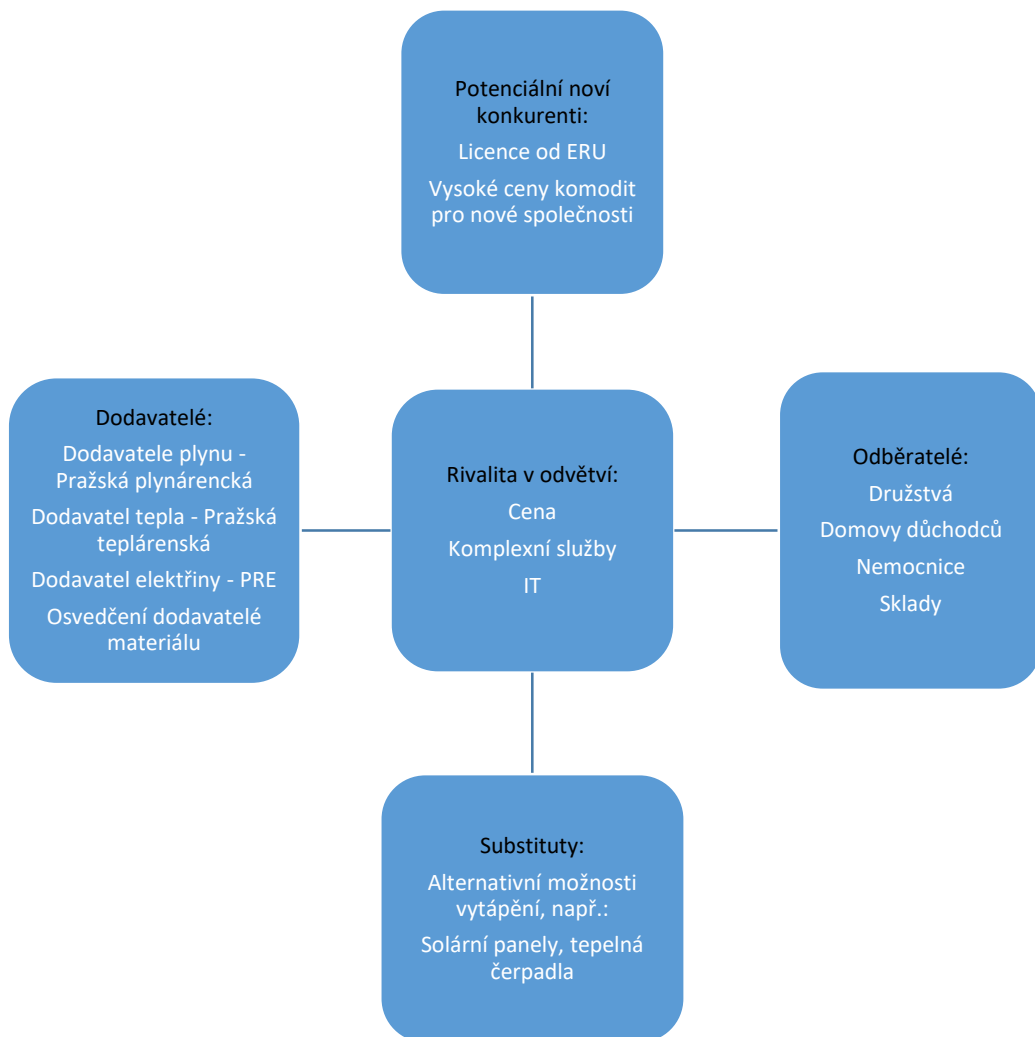 Potenciální noví
konkurenti:
Licence od ERU
Vysoké ceny komodit
pro nové společnosti
Dodavatelé:
Dodavatele plynu -
Pražská plynárencká
Dodavatel tepla - Pražská
teplárenská
Dodavatel elektřiny - PRE
Osvedčení dodavatelé
materiálu
Rivalita v odvětví:
Cena
Komplexní služby
IT
Odběratelé:
Družstvá
Domovy důchodců
Nemocnice
Sklady
Substituty:
Alternativní možnosti
vytápění, např.:
Solární panely, tepelná
čerpadla